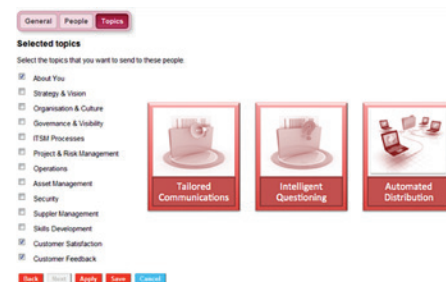 General People Topics
Selected topics
Select the topics that you want to send to these people.
About You
Strategy & Vision
Organisation & Culture
Governance & Visibility
ITSM Processes
Project & Risk Management
Operations
Asset Management
Security
Suppler Management
Skills Development
Customer Satisfaction
Customer Feedback
Back Next Apply Save Cancel
Tailored
Communications
Intelligent
Questioning
Automated
Distribution